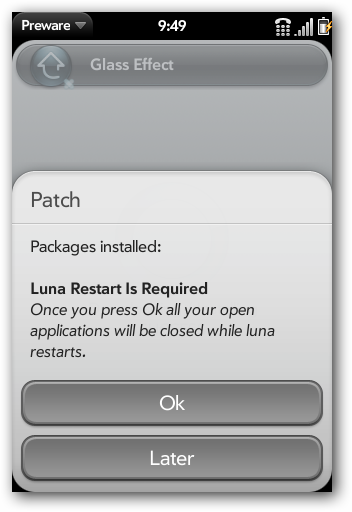 Preware
9:49
Glass Effect
Patch
Packages installed:
Luna Restart Is Required
Once you press Ok all your open
applications will be closed while luna
restarts.
Ok
Later